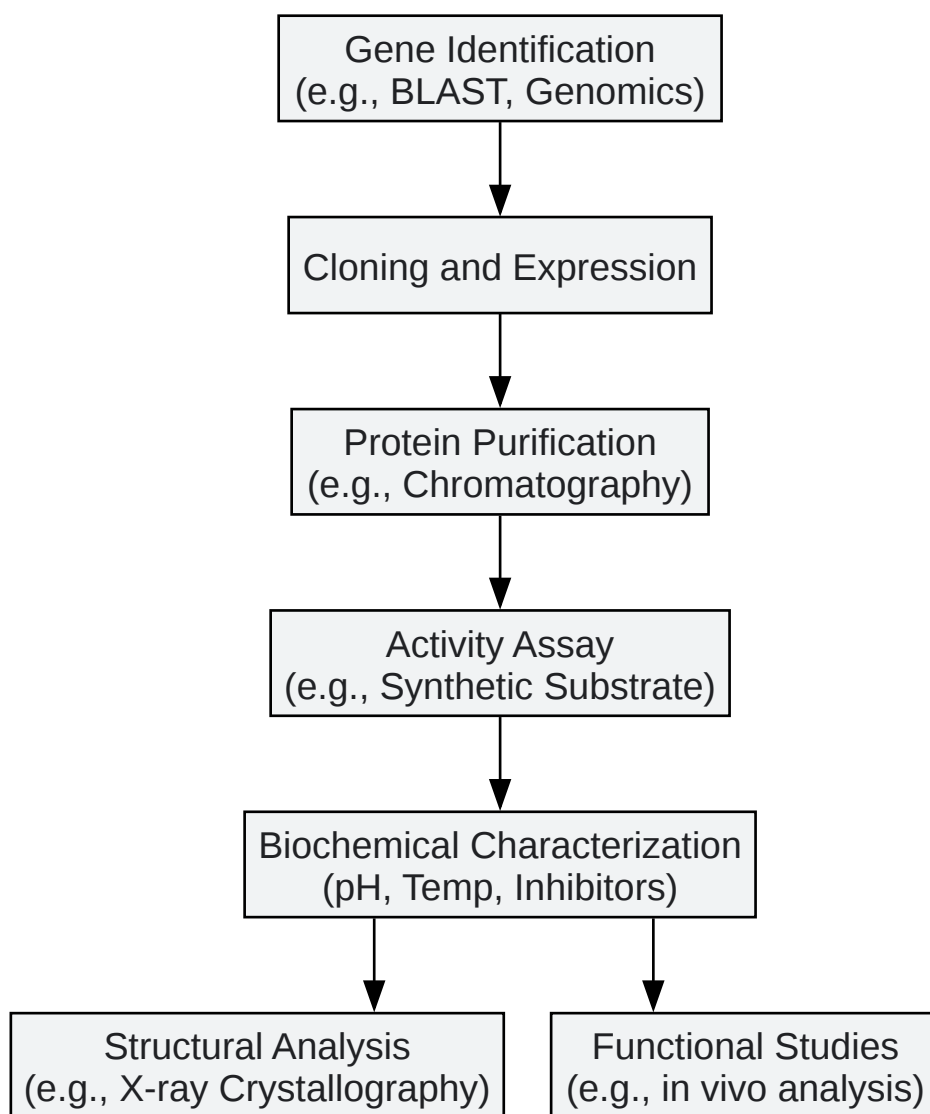 Gene Identification
(e.g., BLAST, Genomics)
Cloning and Expression
Protein Purification
(e.g., Chromatography)
Activity Assay
(e.g., Synthetic Substrate)
Biochemical Characterization
(pH, Temp, Inhibitors)
Structural Analysis
(e.g., X-ray Crystallography)
Functional Studies
(e.g., in vivo analysis)